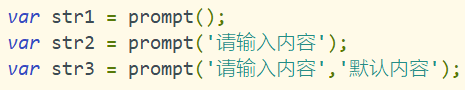 var str1 = prompt();
var str2 = prompt('请输入内容');
var str3 = prompt('请输入内容','默认内容');